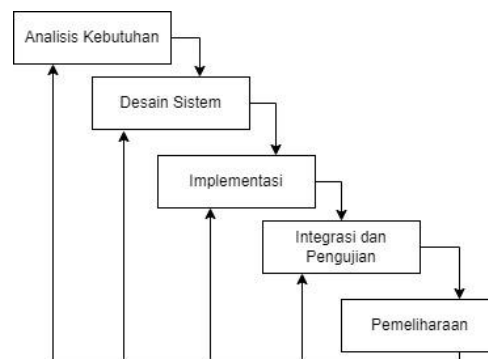 Analisis Kebutuhan
Desain Sistem
Implementasi
Integrasi dan
Pengujian
Pemeliharaan